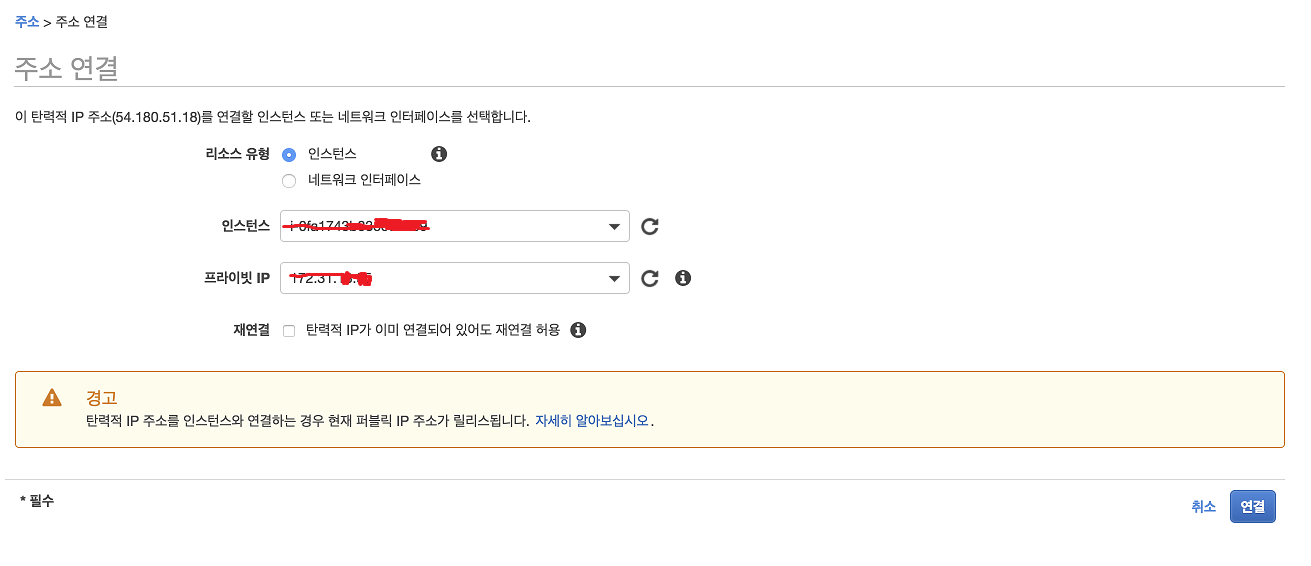 주소 > 주소 연결
주소 연결
이 탄력적 IP 주소(54.180.51.18)를 연결할 인스턴스 또는 네트워크 인터페이스를 선택합니다.
리소스 유형 인스턴스
네트워크 인터페이스
인스턴스
프라이빗 IP 172.31.
재연결 탄력적 IP가 이미 연결되어 있어도 재연결 허용
경고
탄력적 IP 주소를 인스턴스와 연결하는 경우 현재 퍼블릭 IP 주소가 릴리스됩니다. 자세히 알아보십시오.
* 필수
취소 연결